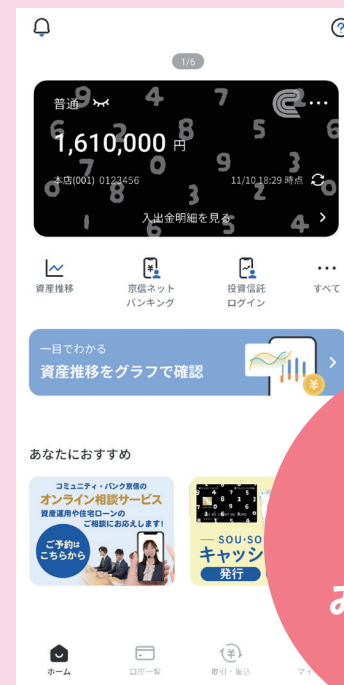 1/6
普通
1,610,000 円
本店(001) 0123456
11/10 18:29 時点
入出金明細を見る
資産推移
京信ネット
バンキング
投資信託
ログイン
すべて
一目でわかる
資産推移をグラフで確認
あなたにおすすめ
コミュニティ・バンク京信の
オンライン相談サービス
資産運用や住宅ローンの
ご相談にお応えします!
ご予約は
こちらから
SOU・SO
キャッシ
発行
ホーム
口座一覧
取引・振込
マイ